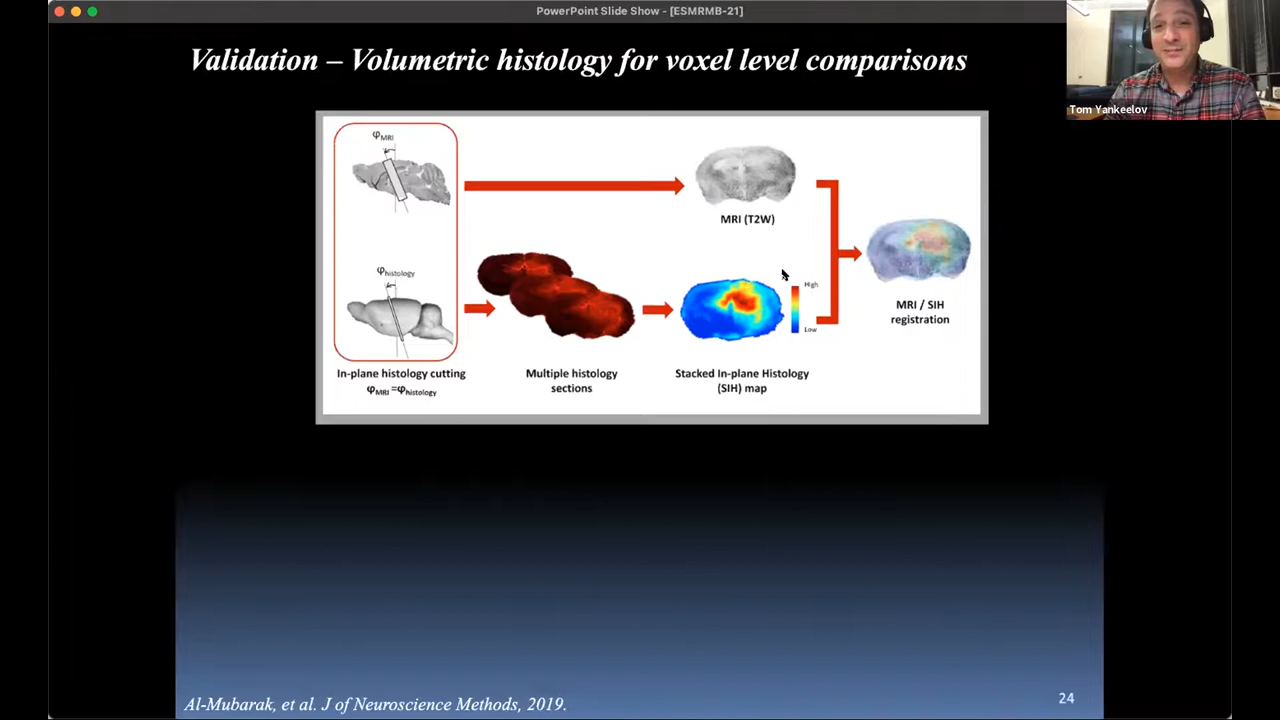 PowerPoint Slide Show - [ESMRMB-21]
Validation – Volumetric histology for voxel level comparisons
Tom Yankeelov
φMRI
MRI (T2W)
φhistology
High
Low
MRI / SIH
registration
In-plane histology cutting
φMRI =φhistology
Multiple histology
sections
Stacked In-plane Histology
(SIH) map
Al-Mubarak, et al. J of Neuroscience Methods, 2019.
24